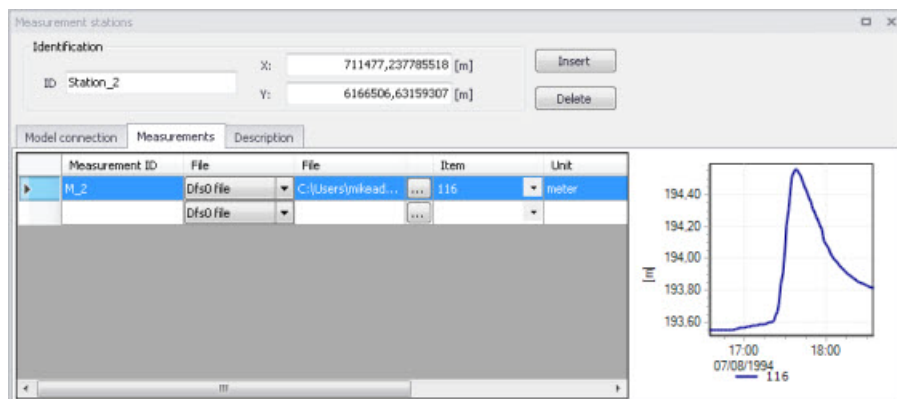 Measurement stations
Identification
ID Station_2
X: 711477,237785518 [m]
Y: 6166506,63159307 [m]
Insert
Delete
Model connection Measurements Description
Measurement ID File File Item Unit
M_2 Dfs0 file C:\Users\mikead... ... 116 meter
Dfs0 file ...
[m]
194,40
194,20
194,00
193,80
193,60
17:00 18:00
07/08/1994
116